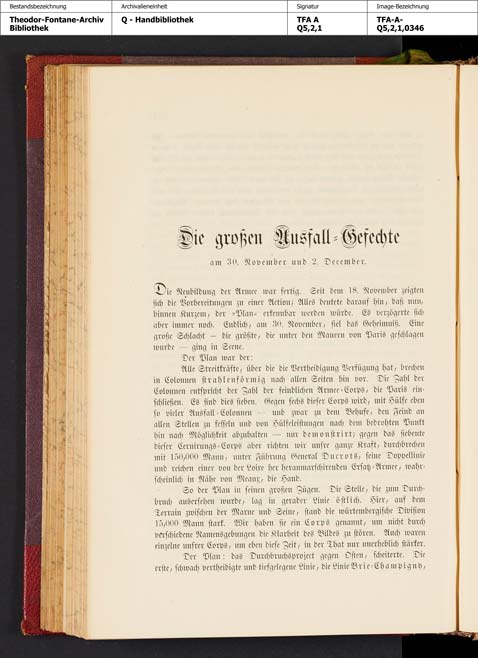 Bestandsbezeichnung
Archivalieneinheit
Signatur
Image-Bezeichnung
Theodor-Fontane-Archiv
Bibliothek
Q - Handbibliothek
TFA A
Q5,2,1
TFA-A-
Q5,2,1,0346
Die großen Ausfall-Gefechte
am 30. November und 2. December.
Die Neubildung der Armee war fertig. Seit dem 18. November zeigten
sich die Vorbereitungen zu einer Action; Alles deutete darauf hin, daß nun,
binnen Kurzem, der »Plan« erkennbar werden würde. Es verzögerte sich
aber immer noch. Endlich, am 30. November, fiel das Geheimniß. Eine
große Schlacht — die größte, die unter den Mauern von Paris geschlagen
wurde — ging in Scene.
Der Plan war der:
Alle Streitkräfte, über die die Vertheidigung Verfügung hat, brechen
in Colonnen strahlenförmig nach allen Seiten hin vor. Die Zahl der
Colonnen entspricht der Zahl der feindlichen Armee-Corps, die Paris ein-
schließen. Es sind dies sieben. Gegen sechs dieser Corps wird, mit Hülfe eben
so vieler Ausfall-Colonnen — und zwar zu dem Behufe, den Feind an
allen Stellen zu fesseln und von Hülfeleistungen nach dem bedrohten Punkt
hin nach Möglichkeit abzuhalten — nur demonstrirt; gegen das siebente
dieser Cernirungs-Corps aber richten wir unsre ganze Kraft, durchbrechen
mit 150,000 Mann, unter Führung General Ducrots, seine Doppellinie
und reichen einer von der Loire her heranmarschirenden Ersatz-Armee, wahr-
scheinlich in Nähe von Meaux, die Hand.
So der Plan in seinen großen Zügen. Die Stelle, die zum Durch-
bruch ausersehen wurde, lag in gerader Linie östlich. Hier, auf dem
Terrain zwischen der Marne und Seine, stand die würtembergische Division
15,000 Mann stark. Wir haben sie ein Corps genannt, um nicht durch
verschiedene Namensgebungen die Klarheit des Bildes zu stören. Auch waren
einzelne unsrer Corps, um eben diese Zeit, in der That nur unerheblich stärker.
Der Plan: das Durchbruchsproject gegen Osten, scheiterte. Die
erste, schwach vertheidigte und tiefgelegene Linie, die Linie Brie-Champigny,